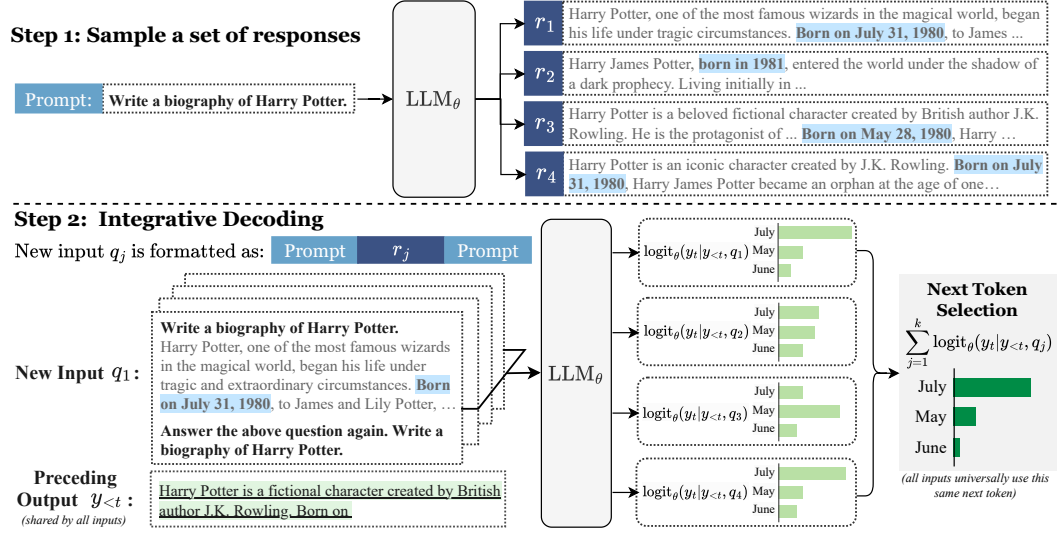 Step 1: Sample a set of responses
Prompt:
Write a biography of Harry Potter.
LLMθ
r1
Harry Potter, one of the most famous wizards in the magical world, began
his life under tragic circumstances. Born on July 31, 1980, to James ...
r2
Harry James Potter, born in 1981, entered the world under the shadow of
a dark prophecy. Living initially in ...
r3
Harry Potter is a beloved fictional character created by British author J.K.
Rowling. He is the protagonist of ... Born on May 28, 1980, Harry ...
r4
Harry Potter is an iconic character created by J.K. Rowling. Born on July
31, 1980, Harry James Potter became an orphan at the age of one...
Step 2: Integrative Decoding
New input qj is formatted as:
Prompt
rj
Prompt
New Input q1 :
Write a biography of Harry Potter.
Harry Potter, one of the most famous wizards
in the magical world, began his life under
tragic and extraordinary circumstances. Born
on July 31, 1980, to James and Lily Potter, ...
Answer the above question again. Write a
biography of Harry Potter.
Preceding
Output y<t :
(shared by all inputs)
Harry Potter is a fictional character created by British
author J.K. Rowling. Born on
LLMθ
logitθ(yt|y<t, q1)
July
May
June
logitθ(yt|y<t, q2)
July
May
June
logitθ(yt|y<t, q3)
July
May
June
logitθ(yt|y<t, q4)
July
May
June
Next Token
Selection
∑_{j=1}^{k} logitθ(yt|y<t, qj)
July
May
June
(all inputs universally use this
same next token)